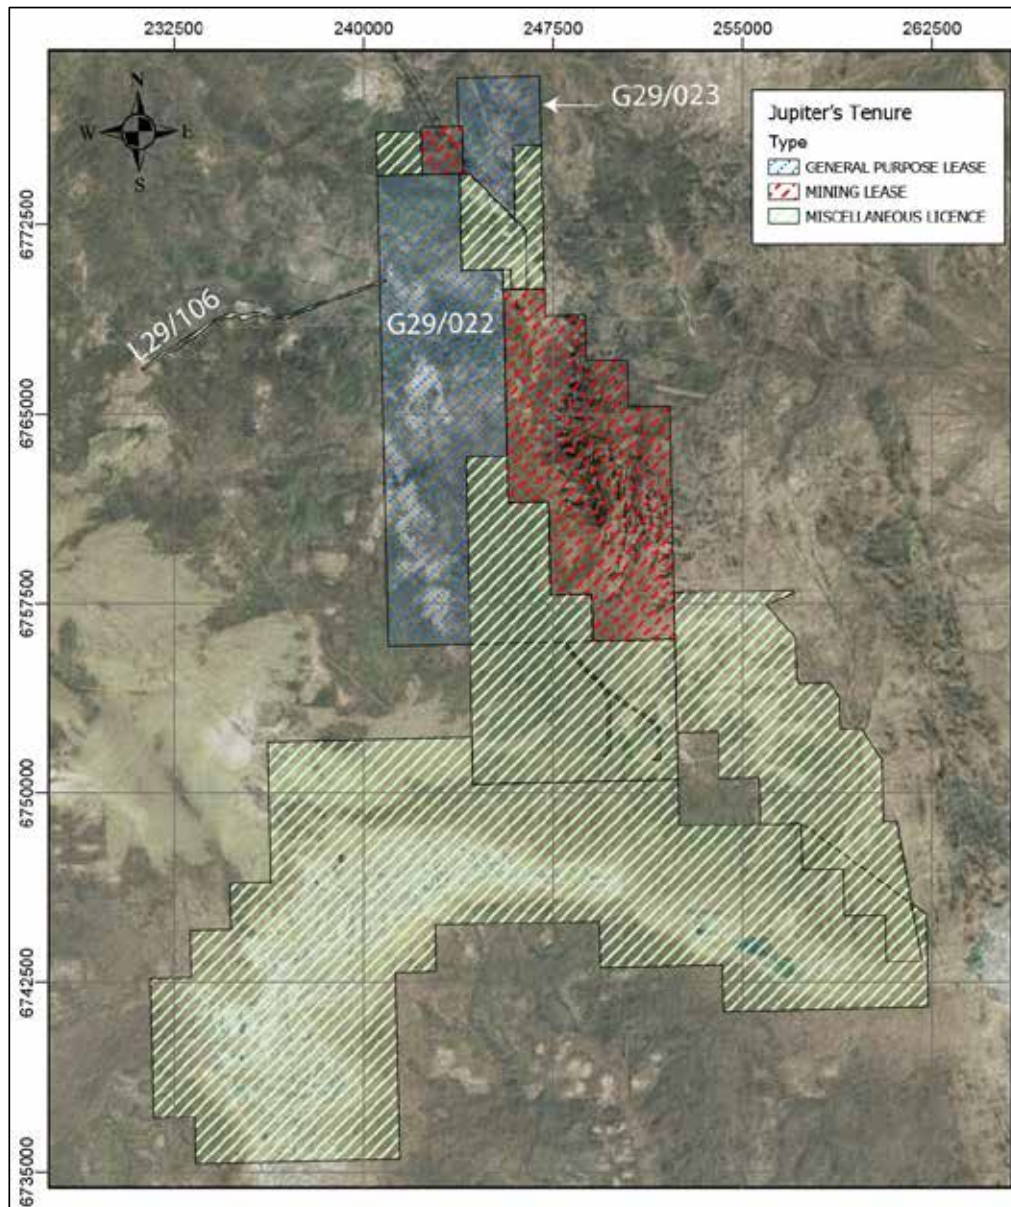 232500 240000 247500 255000 262500
N
W E
S
G29/023
Jupiter's Tenure
Type
GENERAL PURPOSE LEASE
MINING LEASE
MISCELLANEOUS LICENCE
6772500
L29/106
G29/022
6765000
6757500
6750000
6742500
6735000